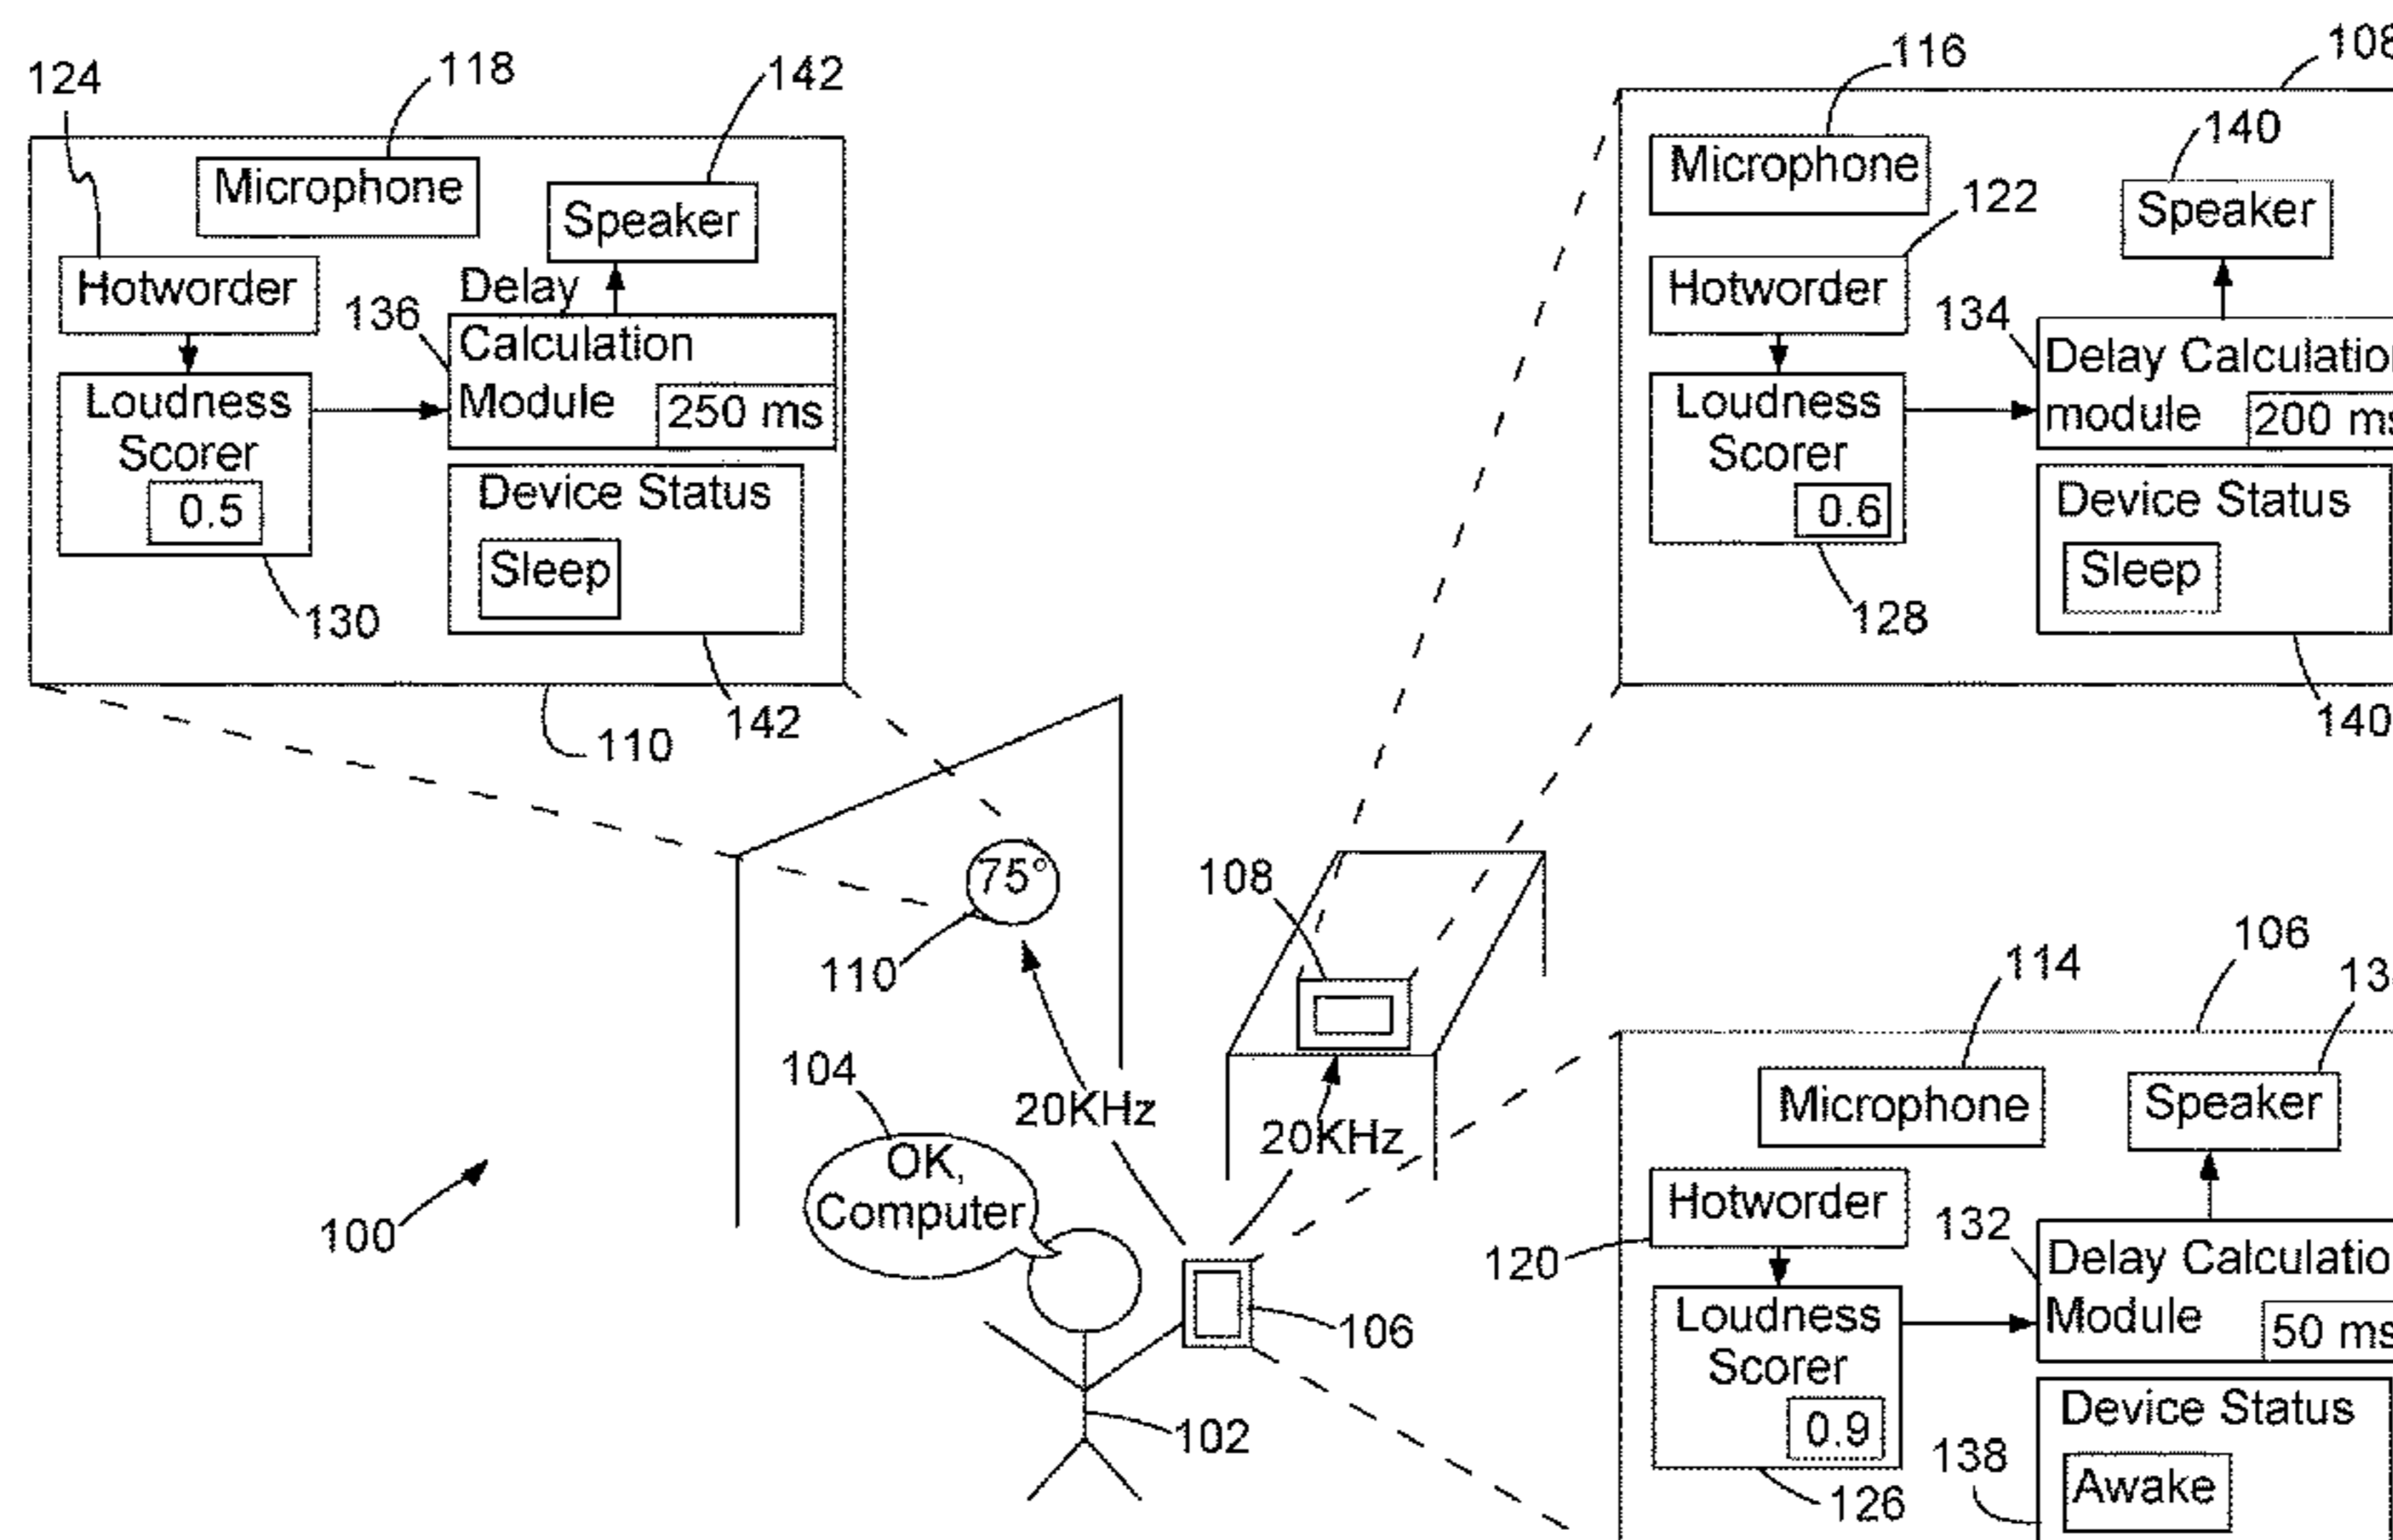 124
118
142
Microphone
Speaker
Hotworder
136
Delay
Calculation
Module
250 ms
Loudness
Scorer
0.5
Device Status
Sleep
130
142
110
116
108
140
Microphone
122
Speaker
Hotworder
134
Delay Calculatio
module
200 ms
Loudness
Scorer
0.6
Device Status
Sleep
128
140
75°
110
108
104
20KHz
20KHz
OK,
Computer
100
106
102
106
114
13
Microphone
Speaker
Hotworder
120
132
Delay Calculatio
Module
50 ms
Loudness
Scorer
0.9
Device Status
138
Awake
126